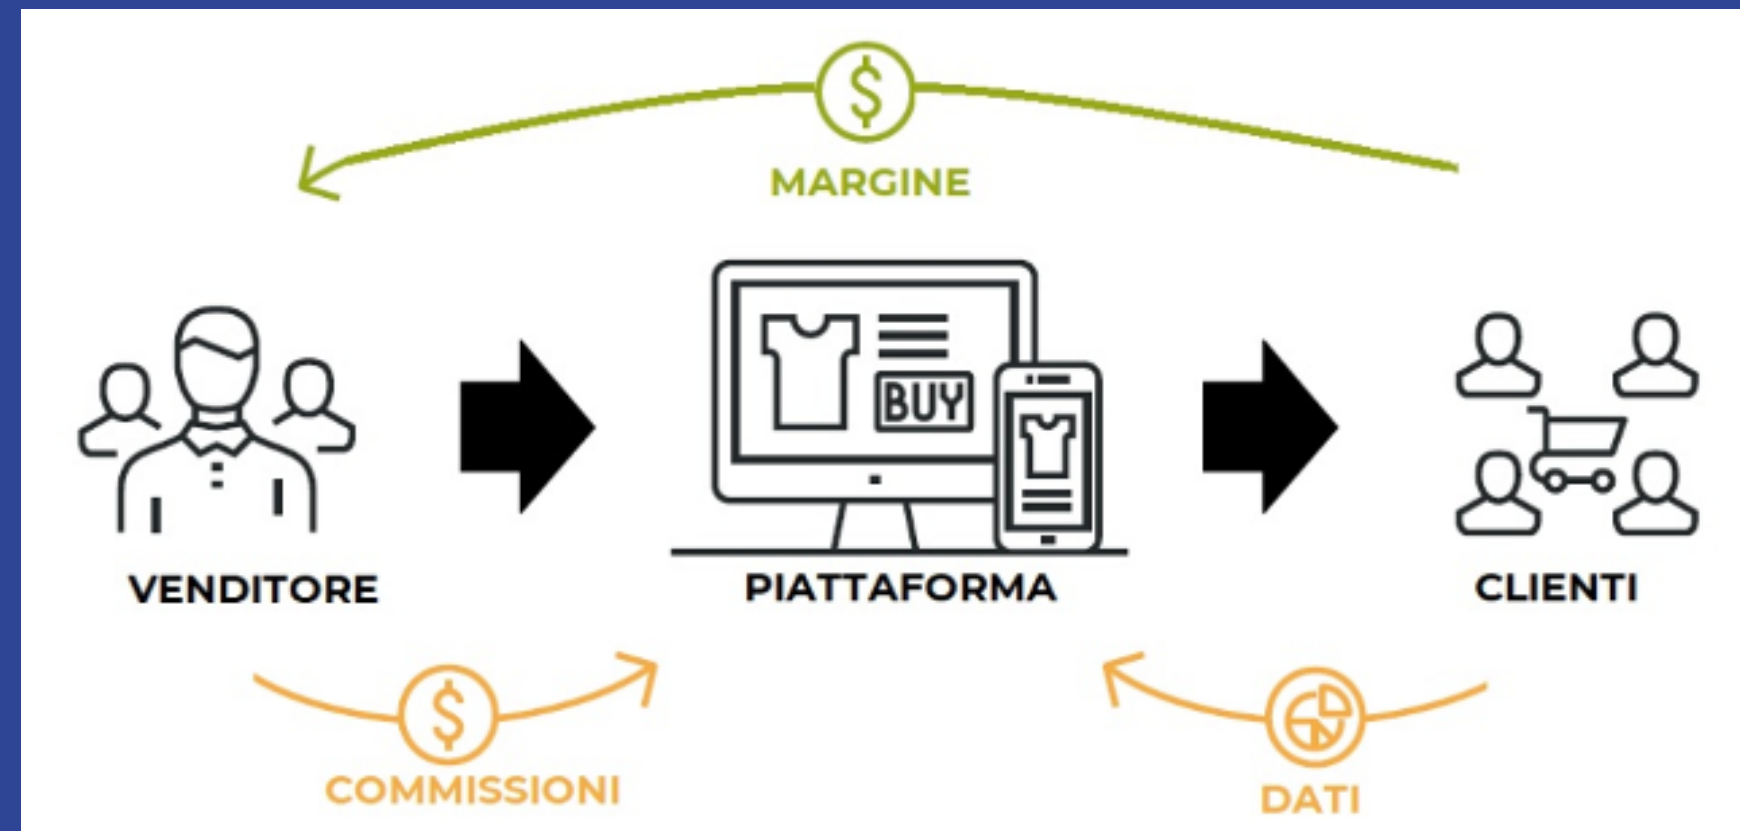 $
MARGINE
BUY
VENDITORE
PIATTAFORMA
CLIENTI
$
COMMISSIONI
DATI